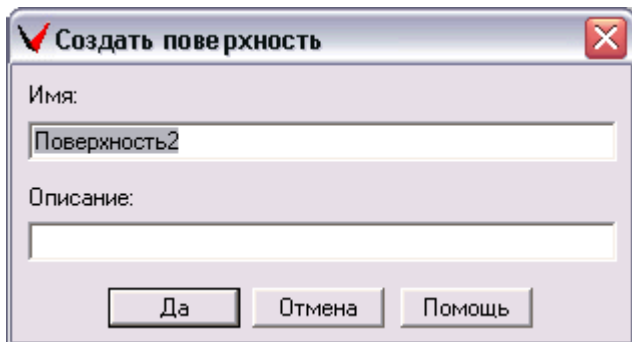 Создать поверхность
Имя:
Поверхность2
Описание:
Да Отмена Помощь